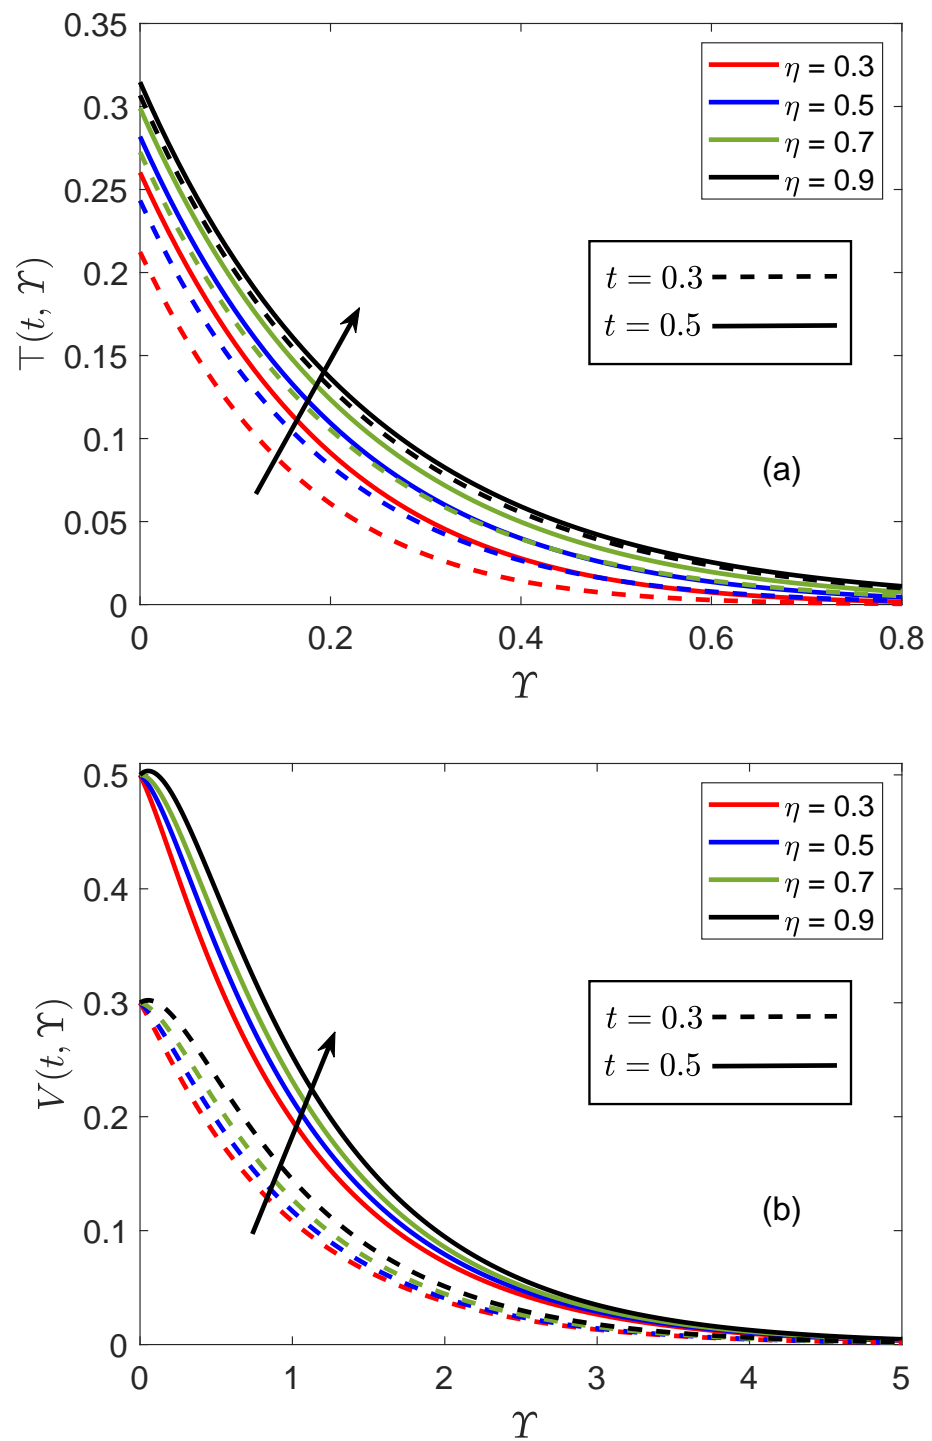 0.35
0.3
0.25
0.2
0.15
0.1
0.05
0
⊤(t, ϒ)
η = 0.3
η = 0.5
η = 0.7
η = 0.9
t = 0.3
t = 0.5
(a)
0 0.2 0.4 0.6 0.8
ϒ
0.5
0.4
0.3
0.2
0.1
0
V(t, ϒ)
η = 0.3
η = 0.5
η = 0.7
η = 0.9
t = 0.3
t = 0.5
(b)
0 1 2 3 4 5
ϒ